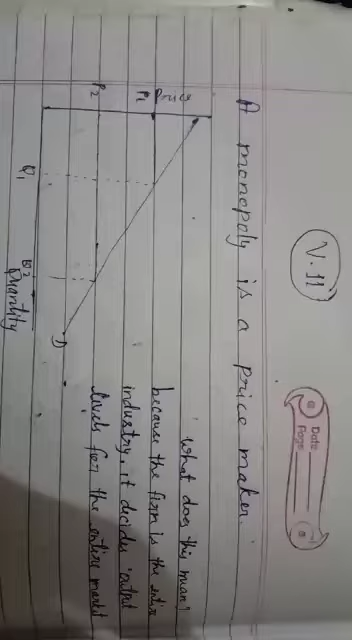 Date
Page
V.11
A monopoly is a price maker.
What does this mean?
because the firm is the entire
industry, it decides output
levels for the entire market
Price
P1
P2
D
Q1
Q2
Quantity